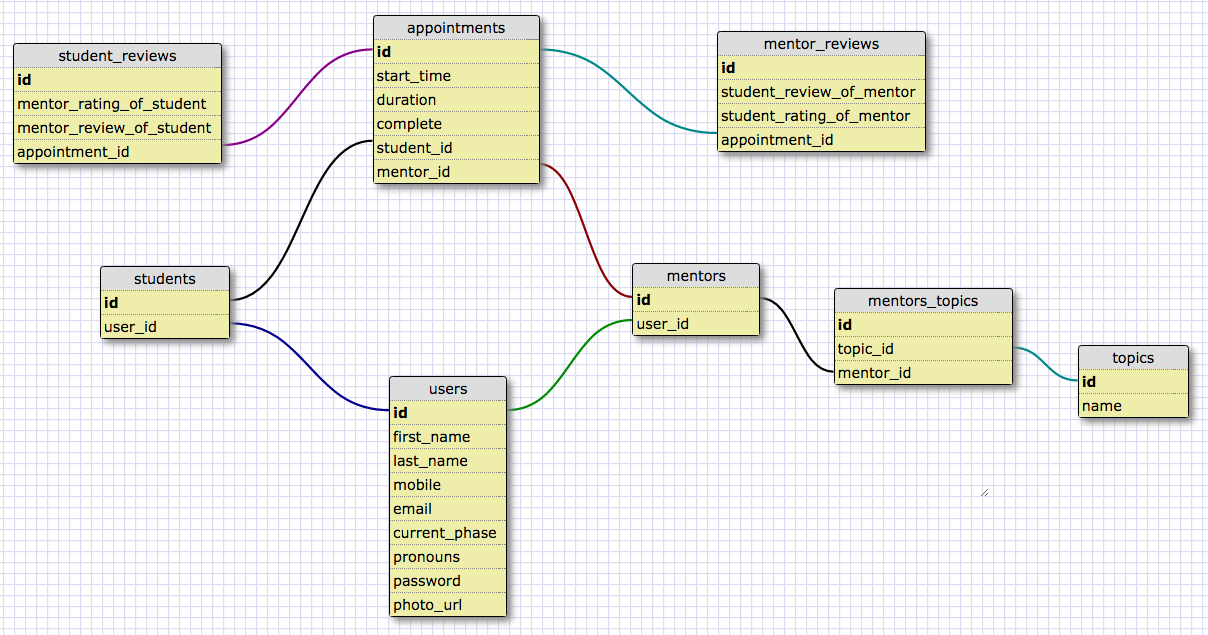 student_reviews
id
mentor_rating_of_student
mentor_review_of_student
appointment_id
appointments
id
start_time
duration
complete
student_id
mentor_id
mentor_reviews
id
student_review_of_mentor
student_rating_of_mentor
appointment_id
students
id
user_id
mentors
id
user_id
mentors_topics
id
topic_id
mentor_id
topics
id
name
users
id
first_name
last_name
mobile
email
current_phase
pronouns
password
photo_url